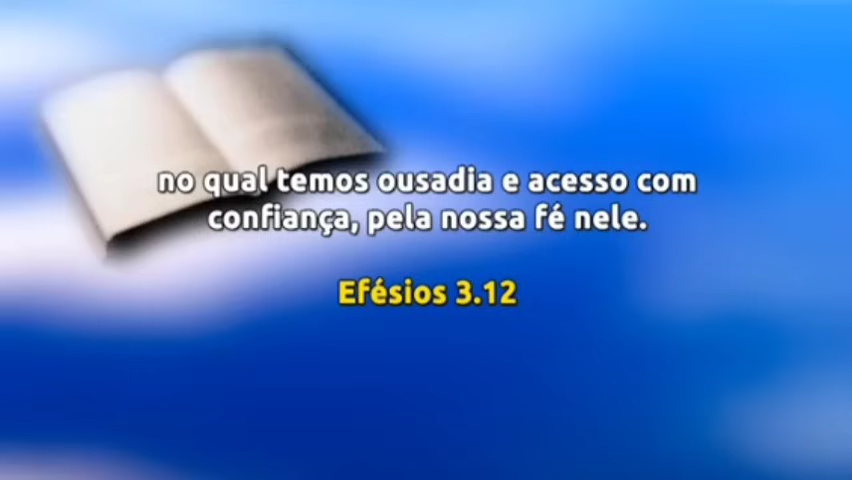 no qual temos ousadia e acesso com
confiança, pela nossa fé nele.
Efésios 3.12